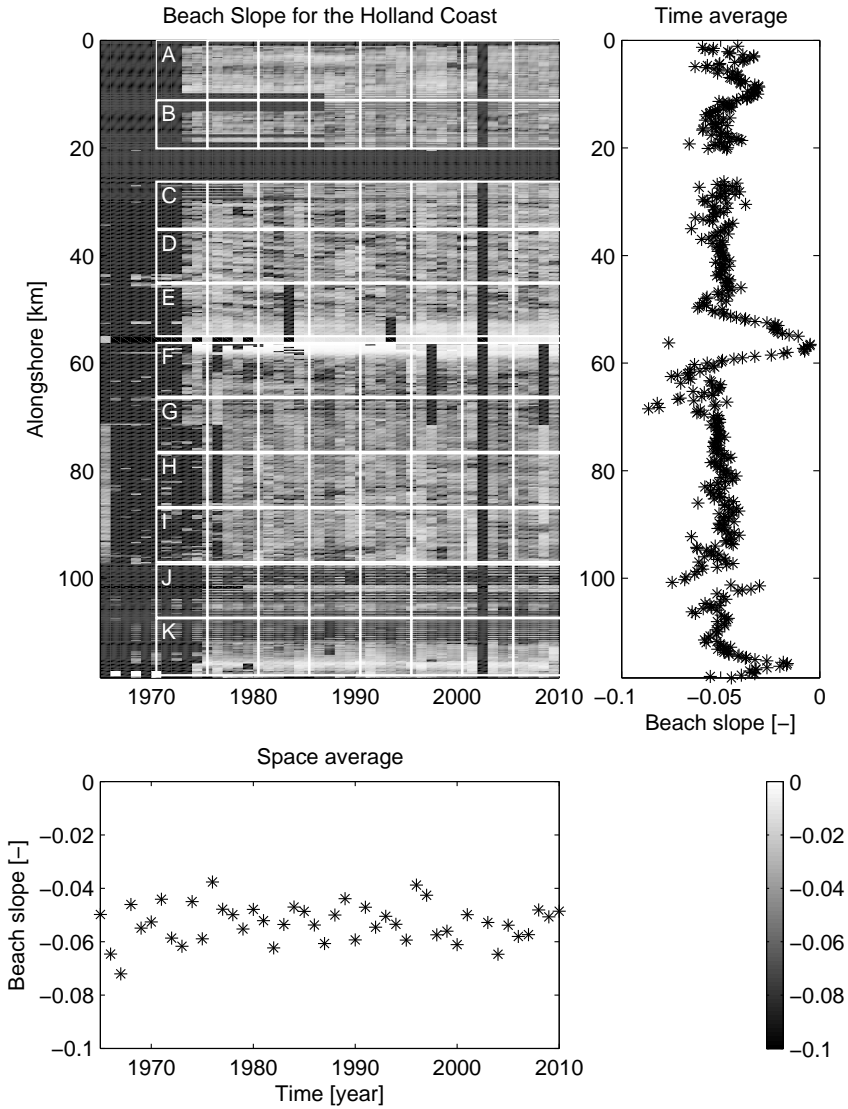 Beach Slope for the Holland Coast
Time average
0
20
40
60
80
100
Alongshore [km]
A
B
C
D
E
F
G
H
I
J
K
1970
1980
1990
2000
2010
0
20
40
60
80
100
−0.1
−0.05
0
Beach slope [−]
Space average
0
−0.02
−0.04
−0.06
−0.08
−0.1
Beach slope [−]
1970
1980
1990
2000
2010
Time [year]
0
−0.02
−0.04
−0.06
−0.08
−0.1